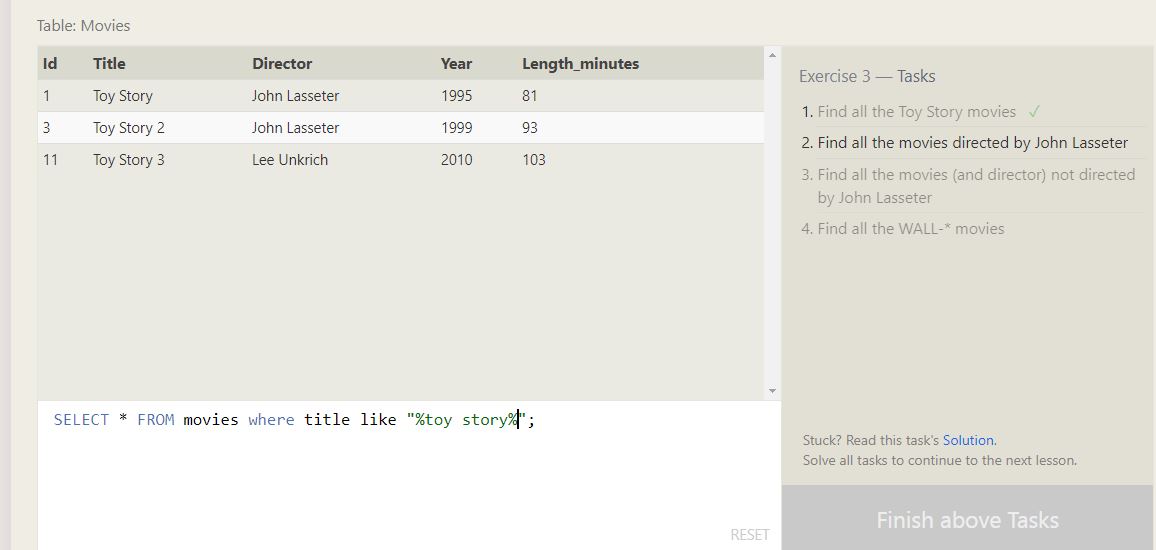 Table: Movies
Id Title Director Year Length_minutes
1 Toy Story John Lasseter 1995 81
3 Toy Story 2 John Lasseter 1999 93
11 Toy Story 3 Lee Unkrich 2010 103
SELECT * FROM movies where title like "%toy story%";
RESET
Exercise 3 — Tasks
1. Find all the Toy Story movies ✓
2. Find all the movies directed by John Lasseter
3. Find all the movies (and director) not directed
by John Lasseter
4. Find all the WALL-* movies
Stuck? Read this task's Solution.
Solve all tasks to continue to the next lesson.
Finish above Tasks